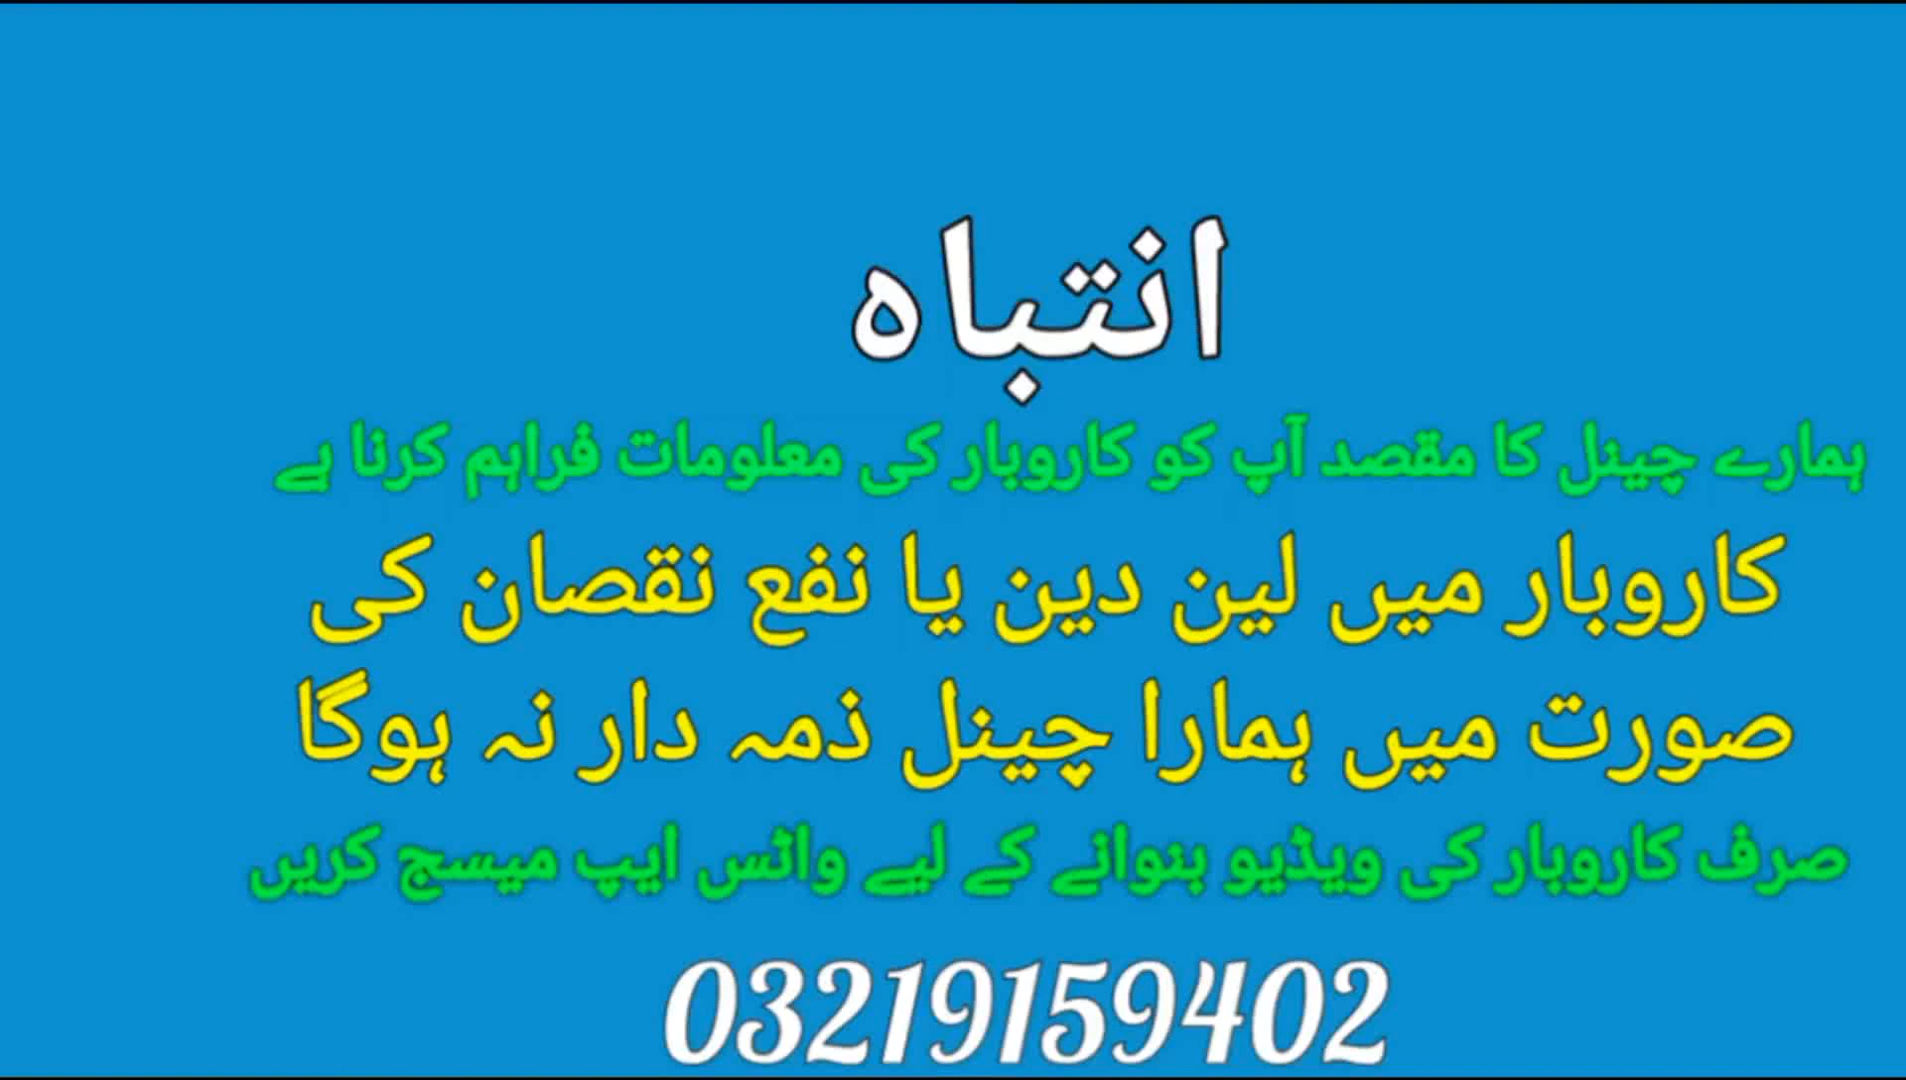 انتباہ
ہمارے چینل کا مقصد آپ کو کاروبار کی معلومات فراہم کرنا ہے
کاروبار میں لین دین یا نفع نقصان کی
صورت میں ہمارا چینل ذمہ دار نہ ہوگا
صرف کاروبار کی ویڈیو بنوانے کے لیے واٹس ایپ میسج کریں
03219159402